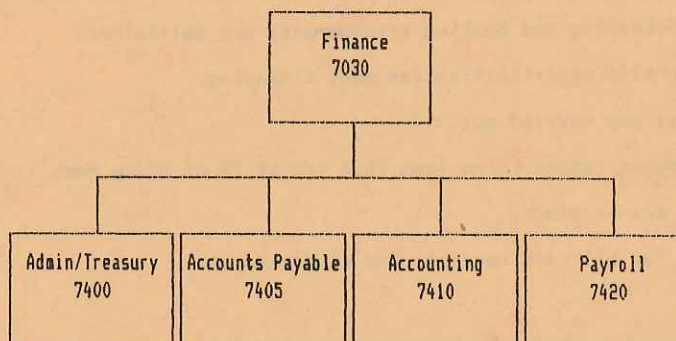 Finance
7030
Admin/Treasury
7400
Accounts Payable
7405
Accounting
7410
Payroll
7420